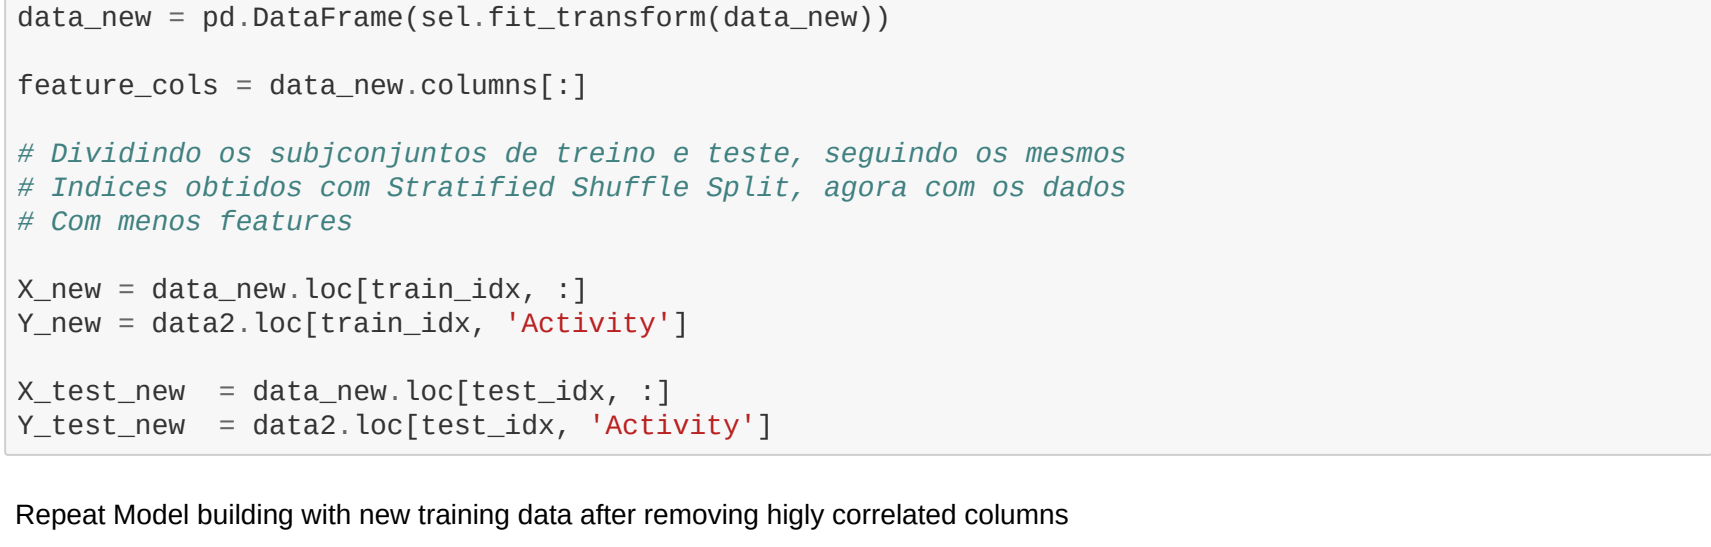 data_new = pd.DataFrame(sel.fit_transform(data_new))
feature_cols = data_new.columns[:]
# Dividindo os subjconjuntos de treino e teste, seguindo os mesmos
# Indices obtidos com Stratified Shuffle Split, agora com os dados
# Com menos features
X_new = data_new.loc[train_idx, :]
Y_new = data2.loc[train_idx, 'Activity']
X_test_new  = data_new.loc[test_idx, :]
Y_test_new  = data2.loc[test_idx, 'Activity']
Repeat Model building with new training data after removing higly correlated columns